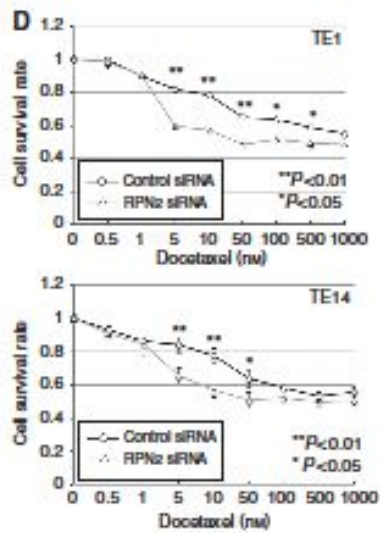 D
TE1
1.2
1
0.8
0.6
0.4
0.2
0
Cell survival rate
** ** ** * *
Control siRNA
RPN2 siRNA
**P<0.01
*P<0.05
0 0.5 1 5 10 50 100 500 1000
Docetaxel (nM)
TE14
1.2
1
0.8
0.6
0.4
0.2
0
Cell survival rate
** ** *
Control siRNA
RPN2 siRNA
**P<0.01
*P<0.05
0 0.5 1 5 10 50 100 500 1000
Docetaxel (nM)